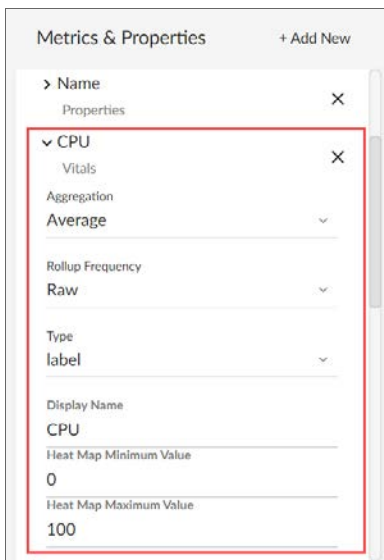 Metrics & Properties + Add New
Name
Properties
CPU
Vitals
Aggregation
Average
Rollup Frequency
Raw
Type
label
Display Name
CPU
Heat Map Minimum Value
0
Heat Map Maximum Value
100